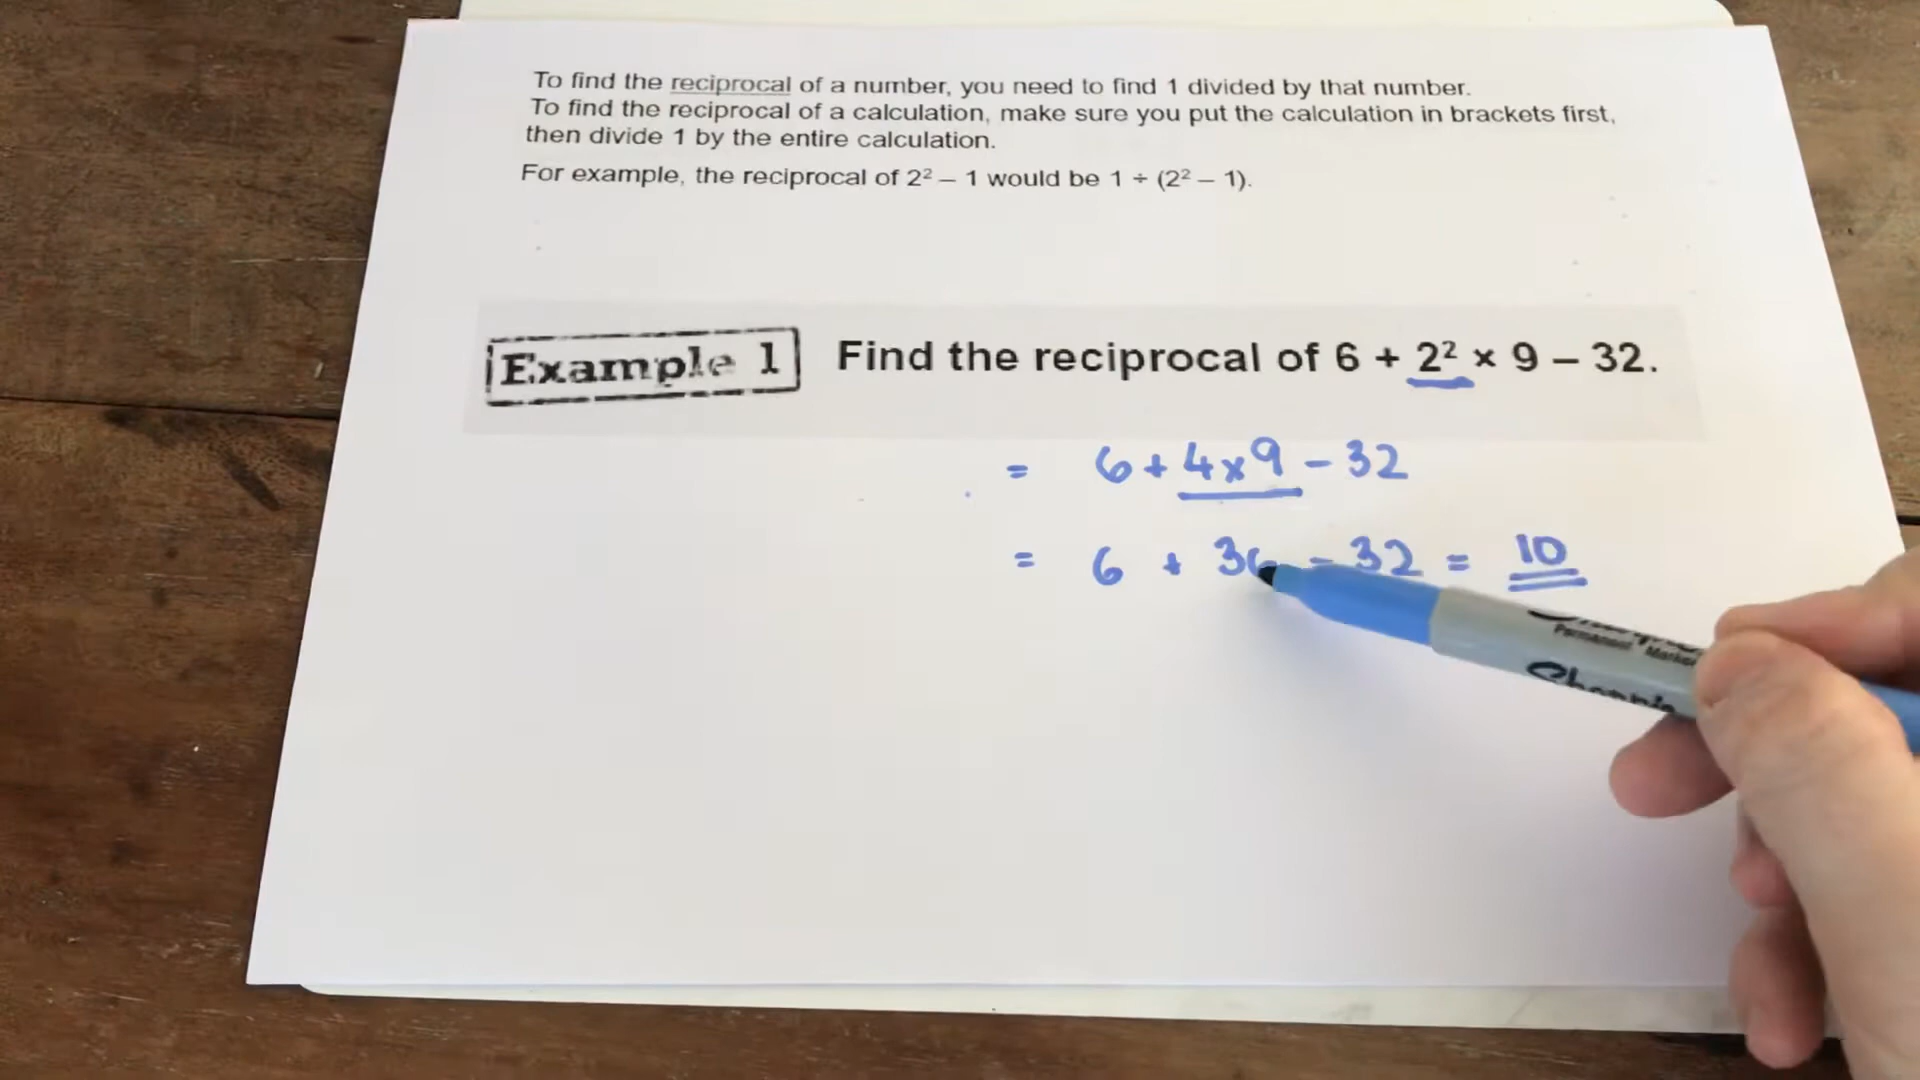 To find the reciprocal of a number, you need to find 1 divided by that number.
To find the reciprocal of a calculation, make sure you put the calculation in brackets first,
then divide 1 by the entire calculation.
For example, the reciprocal of 2² – 1 would be 1 ÷ (2² – 1).
Example 1 Find the reciprocal of 6 + 2² × 9 – 32.
= 6 + 4 x 9 - 32
= 6 + 36 - 32 = 10
Permanent Marker
Sharpie